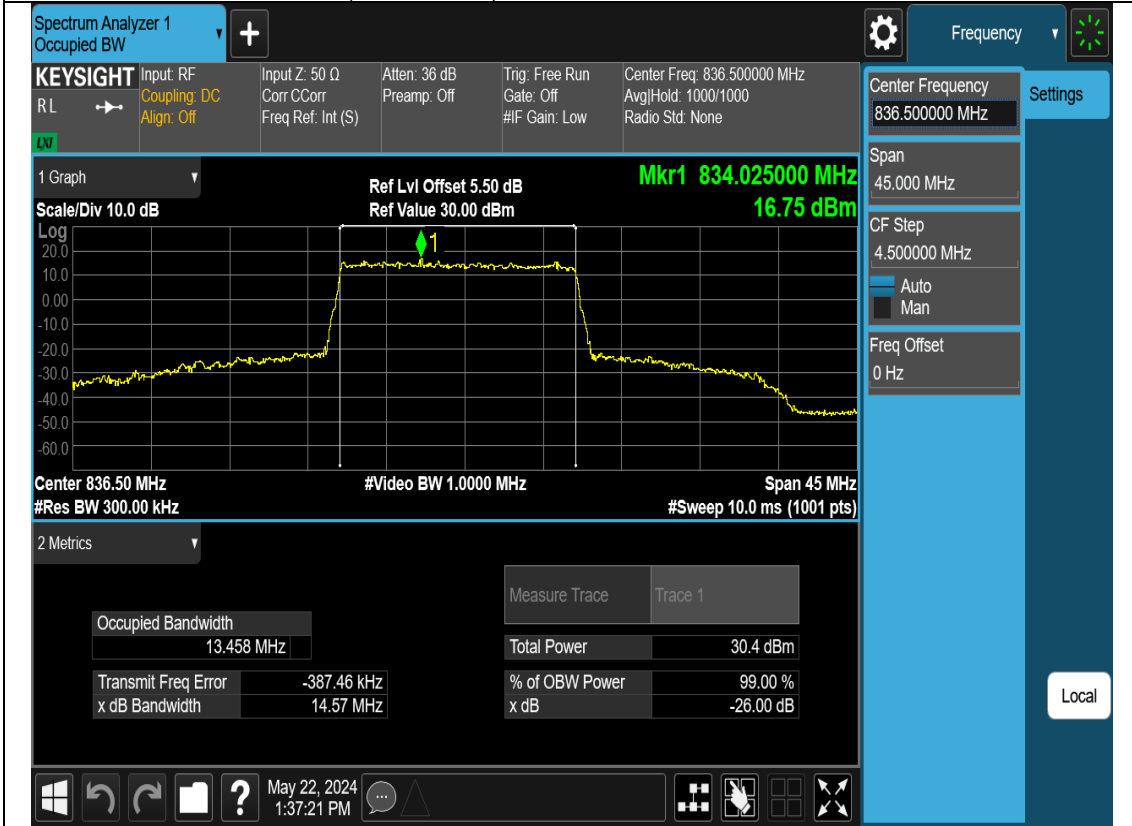 Spectrum Analyzer 1
Occupied BW
+
Frequency
KEYSIGHT
RL
LXI
Input: RF
Coupling: DC
Align: Off
Input Z: 50 Ω
Corr CCorr
Freq Ref: Int (S)
Atten: 36 dB
Preamp: Off
Trig: Free Run
Gate: Off
#IF Gain: Low
Center Freq: 836.500000 MHz
Avg|Hold: 1000/1000
Radio Std: None
Center Frequency
836.500000 MHz
Settings
Span
45.000 MHz
CF Step
4.500000 MHz
Auto
Man
Freq Offset
0 Hz
Local
1 Graph
Scale/Div 10.0 dB
Ref Lvl Offset 5.50 dB
Ref Value 30.00 dBm
Mkr1 834.025000 MHz
16.75 dBm
Log
1
20.0
10.0
0.00
-10.0
-20.0
-30.0
-40.0
-50.0
-60.0
Center 836.50 MHz
#Video BW 1.0000 MHz
Span 45 MHz
#Res BW 300.00 kHz
#Sweep 10.0 ms (1001 pts)
2 Metrics
Measure Trace Trace 1
Occupied Bandwidth
13.458 MHz
Total Power 30.4 dBm
Transmit Freq Error -387.46 kHz
% of OBW Power 99.00 %
x dB Bandwidth 14.57 MHz
x dB -26.00 dB
?
May 22, 2024
1:37:21 PM